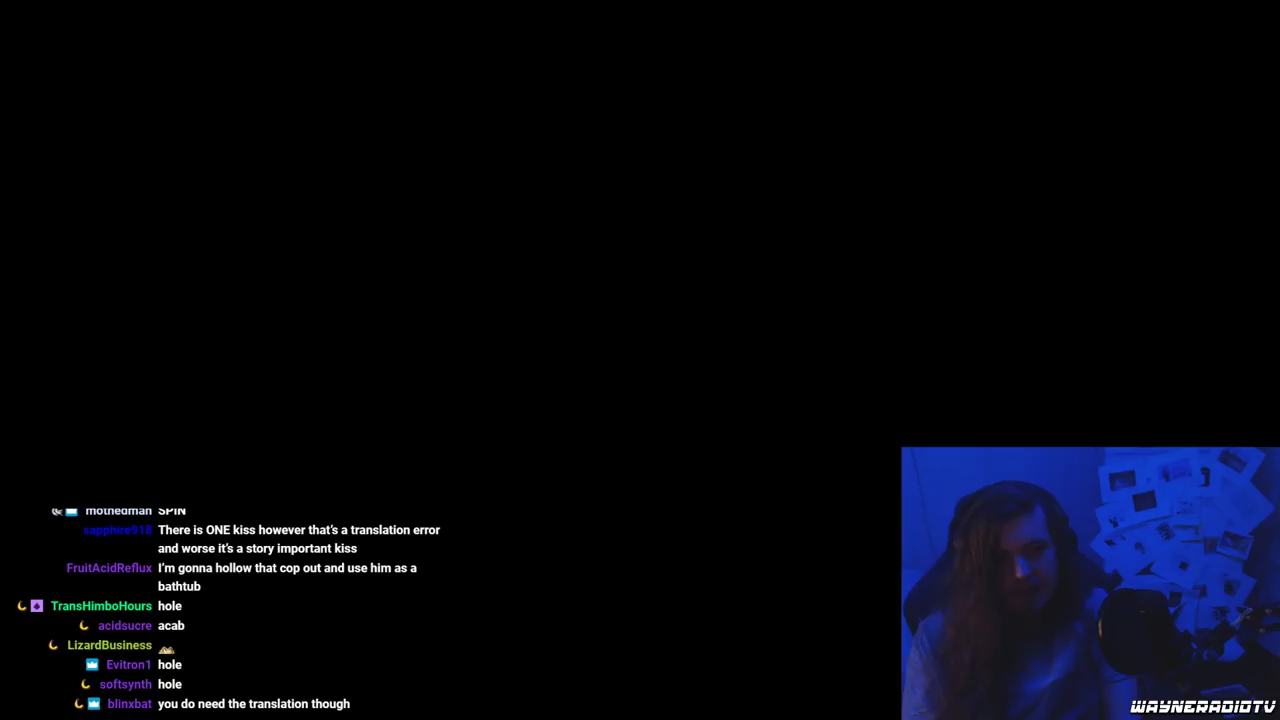 mothedman SPIN
sapphire918 There is ONE kiss however that's a translation error
and worse it's a story important kiss
FruitAcidReflux I'm gonna hollow that cop out and use him as a
bathtub
TransHimboHours hole
acidsucre acab
LizardBusiness
Evitron1 hole
softsynth hole
blinxbat you do need the translation though
WAYNERADIOTV